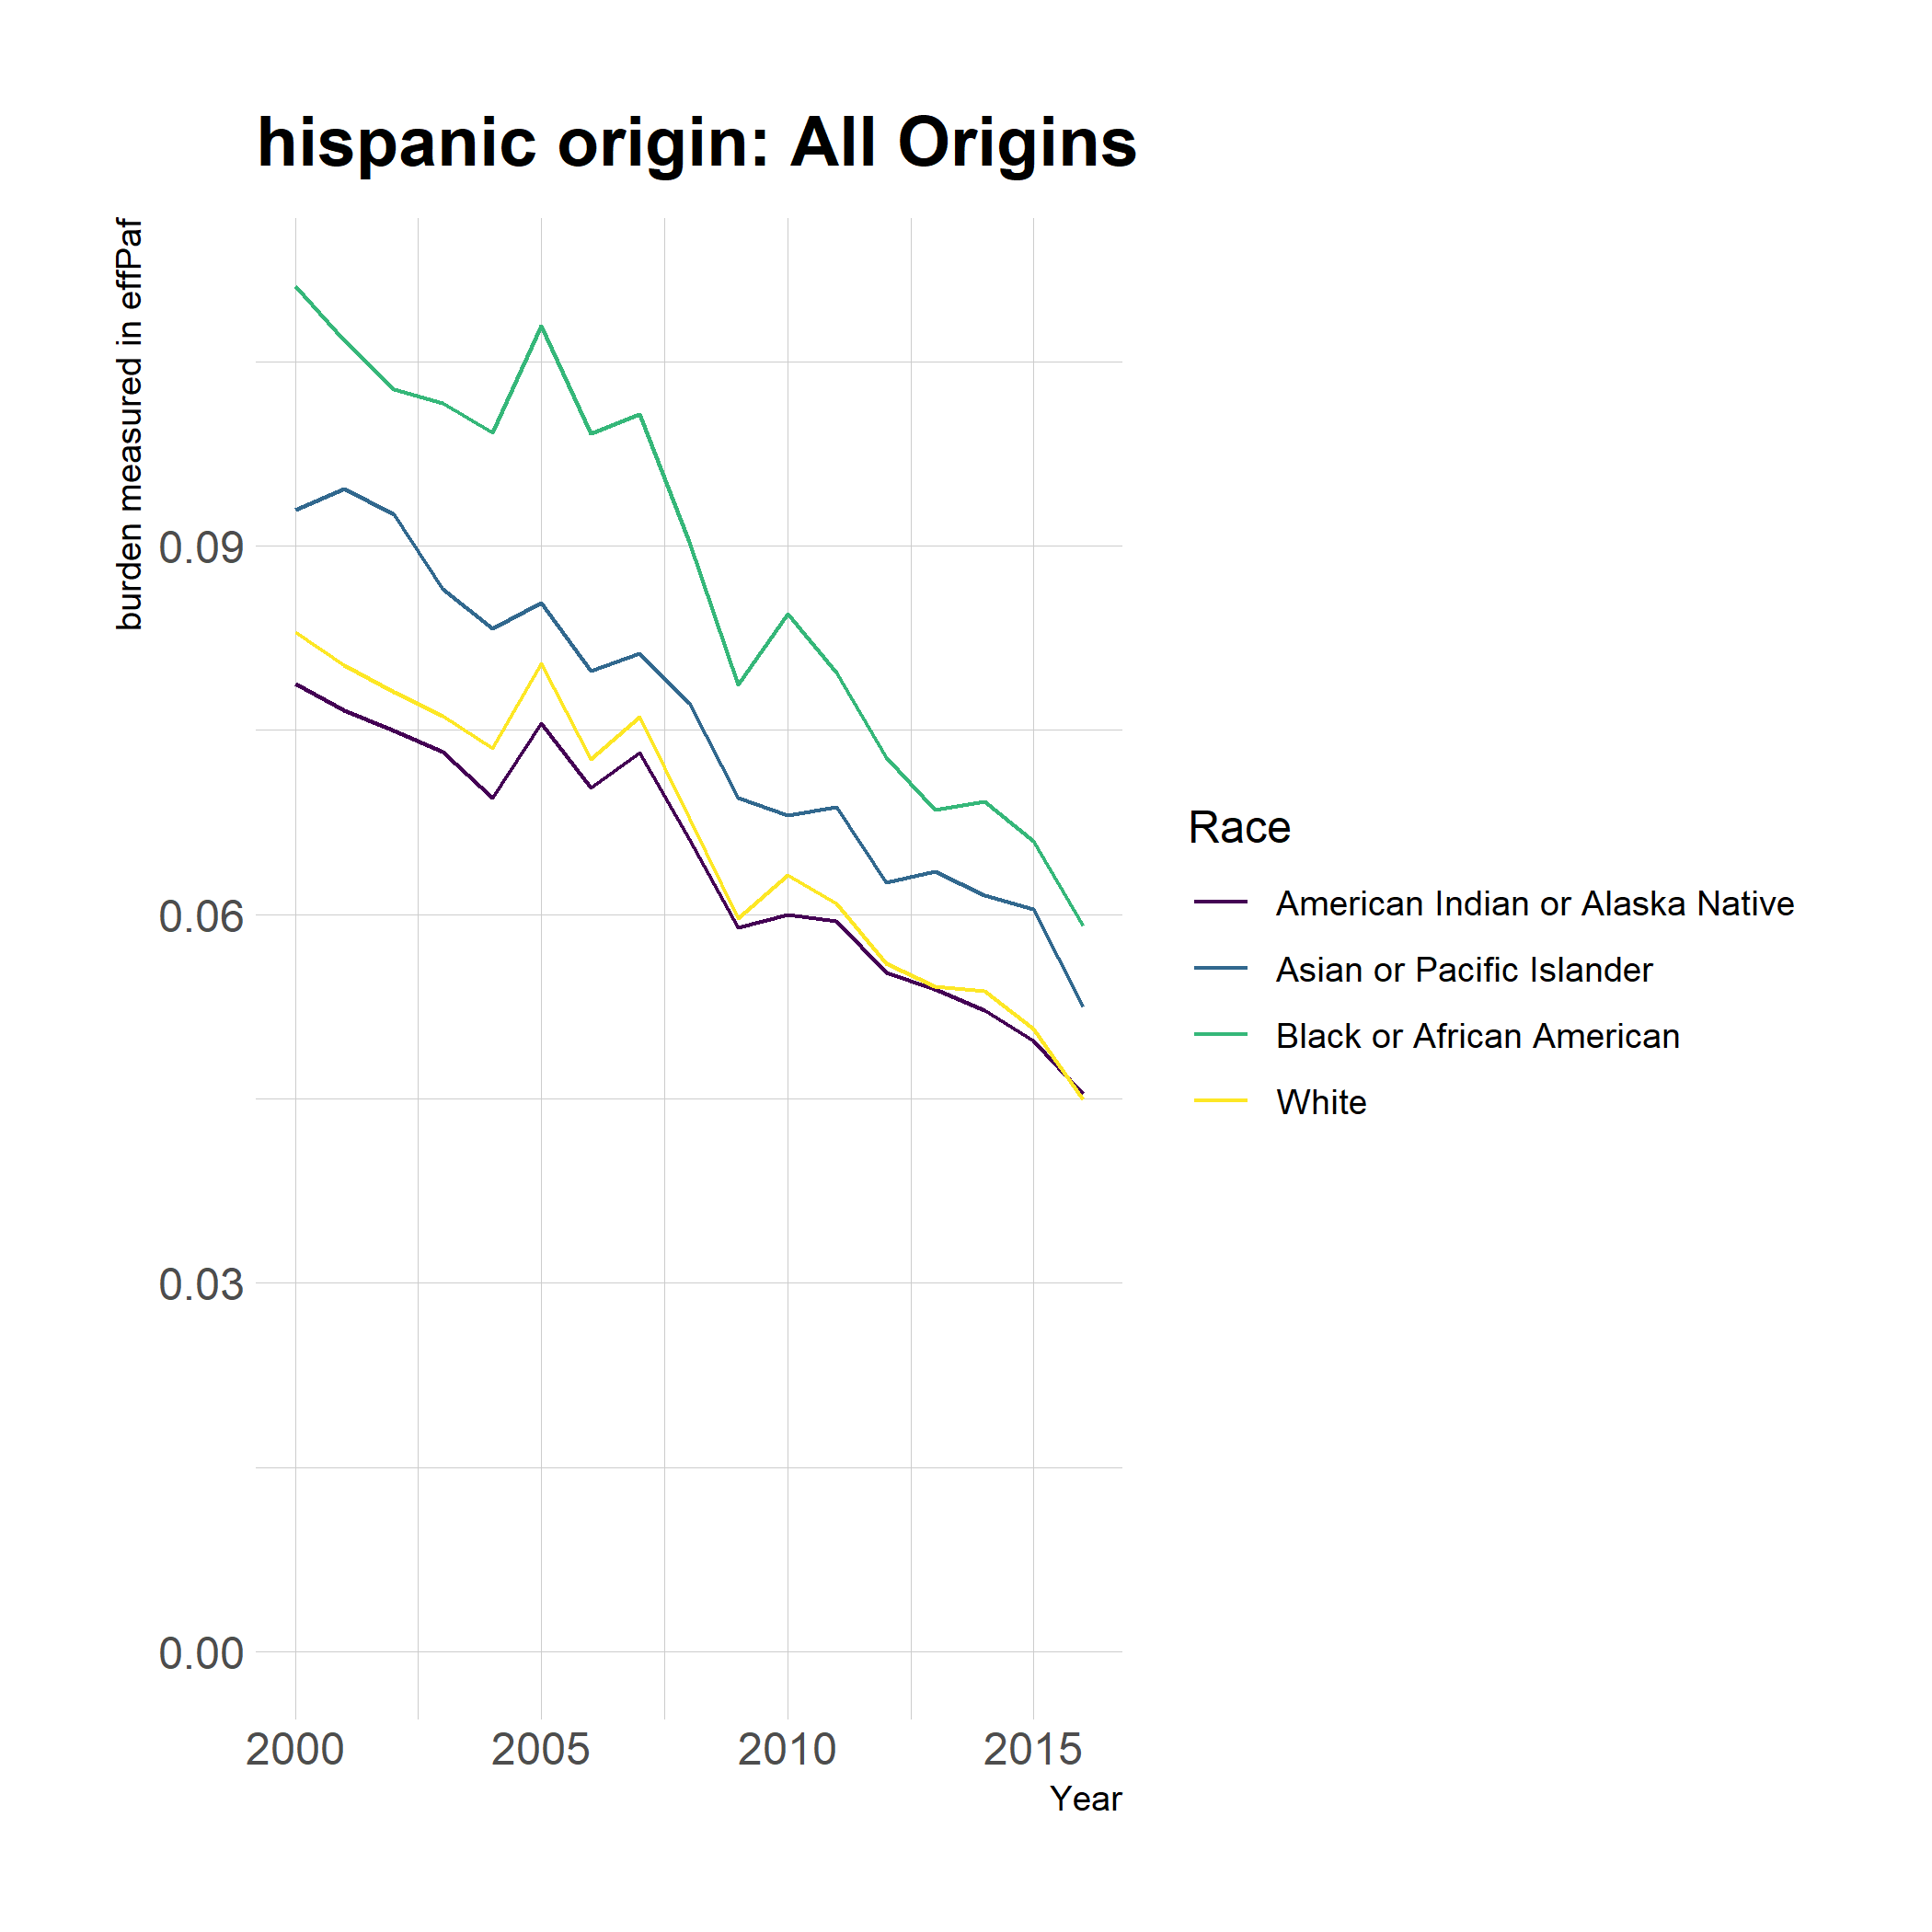 hispanic origin: All Origins
burden measured in effPaf
0.09
0.06
0.03
0.00
2000 2005 2010 2015
Year
Race
American Indian or Alaska Native
Asian or Pacific Islander
Black or African American
White